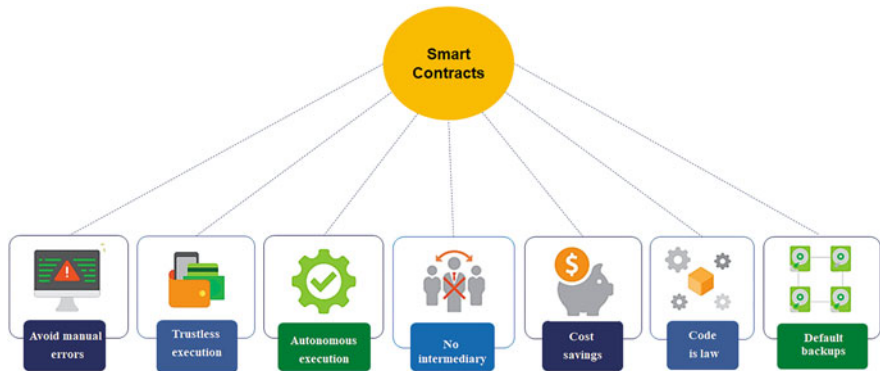 Smart
Contracts
Avoid manual
errors
Trustless
execution
Autonomous
execution
No
intermediary
Cost
savings
Code
is law
Default
backups